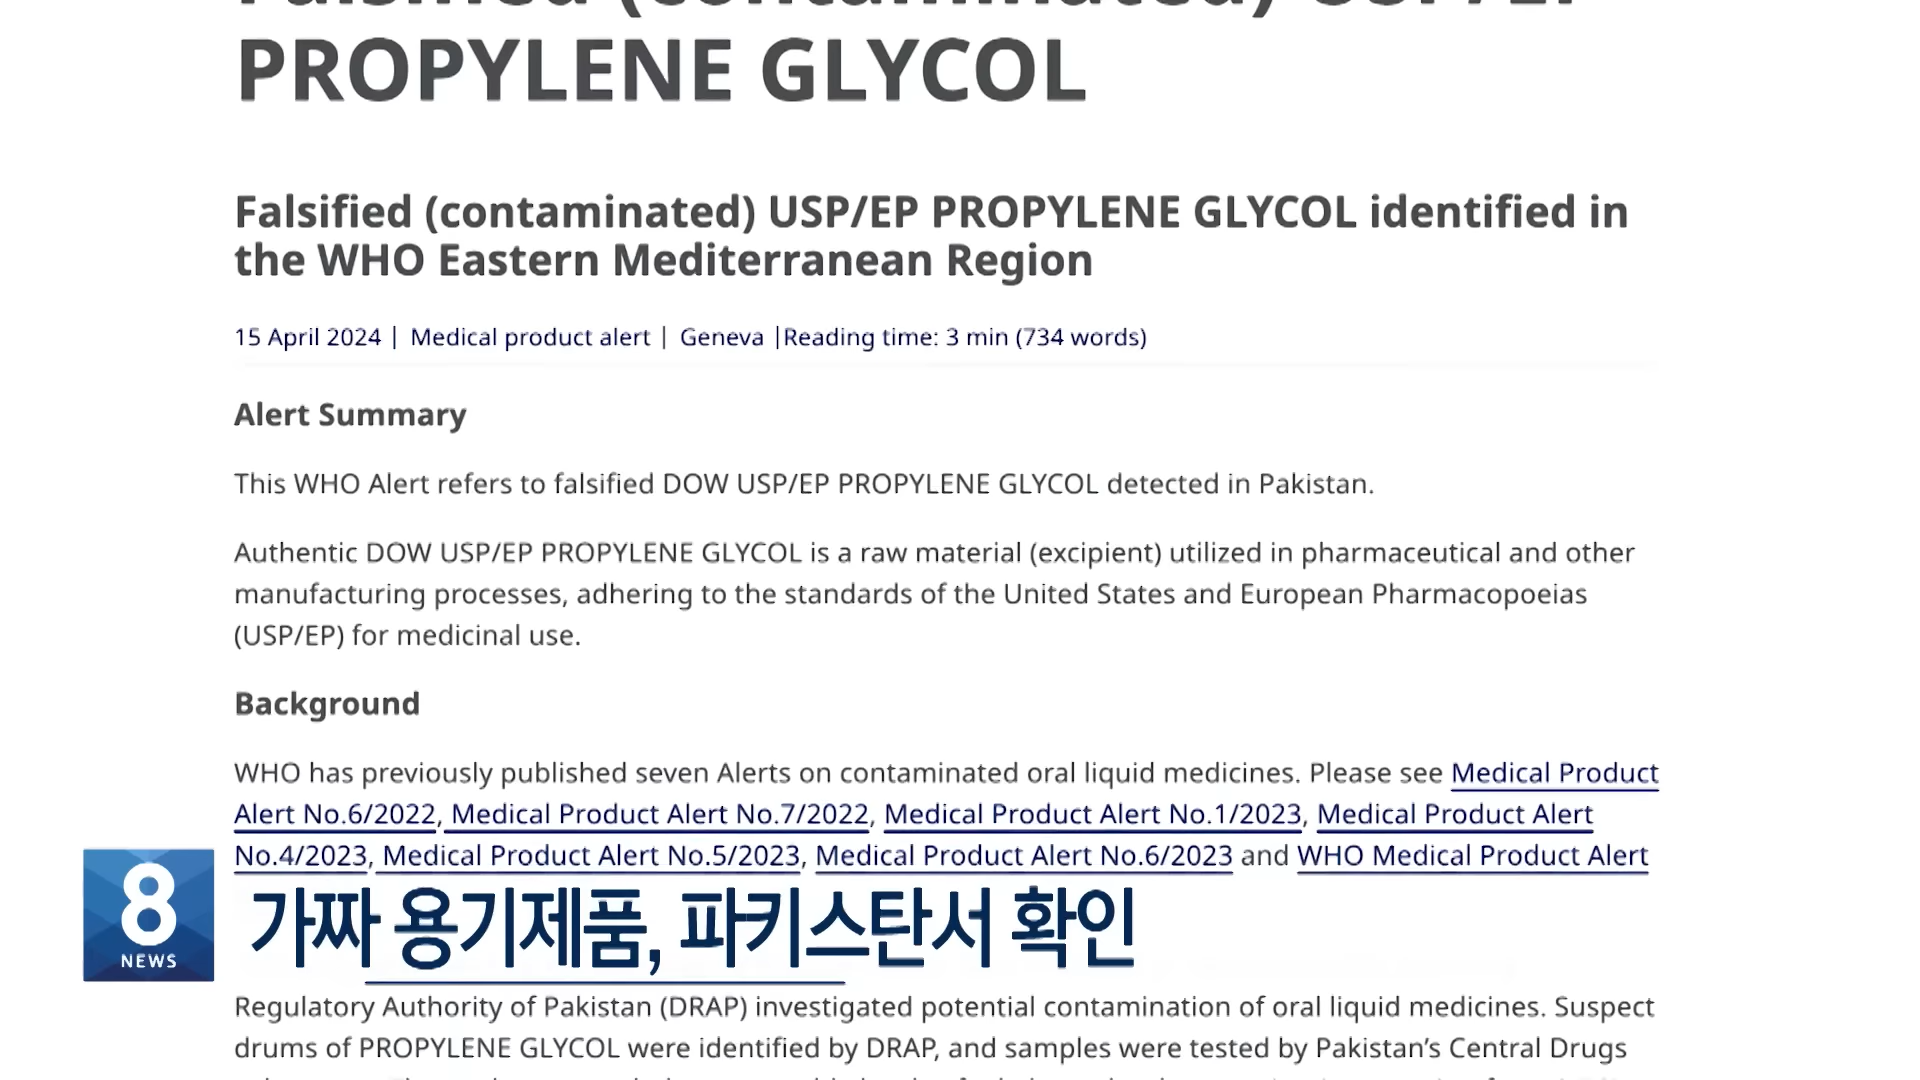 Falsified (contaminated) USP/EP
PROPYLENE GLYCOL
Falsified (contaminated) USP/EP PROPYLENE GLYCOL identified in
the WHO Eastern Mediterranean Region
15 April 2024 | Medical product alert | Geneva |Reading time: 3 min (734 words)
Alert Summary
This WHO Alert refers to falsified DOW USP/EP PROPYLENE GLYCOL detected in Pakistan.
Authentic DOW USP/EP PROPYLENE GLYCOL is a raw material (excipient) utilized in pharmaceutical and other
manufacturing processes, adhering to the standards of the United States and European Pharmacopoeias
(USP/EP) for medicinal use.
Background
WHO has previously published seven Alerts on contaminated oral liquid medicines. Please see Medical Product
Alert No.6/2022, Medical Product Alert No.7/2022, Medical Product Alert No.1/2023, Medical Product Alert
No.4/2023, Medical Product Alert No.5/2023, Medical Product Alert No.6/2023 and WHO Medical Product Alert
8
NEWS
가짜 용기제품, 파키스탄서 확인
Regulatory Authority of Pakistan (DRAP) investigated potential contamination of oral liquid medicines. Suspect
drums of PROPYLENE GLYCOL were identified by DRAP, and samples were tested by Pakistan's Central Drugs